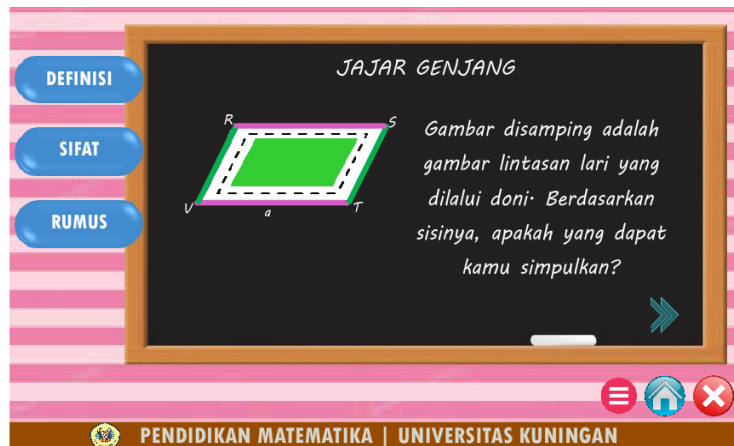 JAJAR GENJANG
DEFINISI
SIFAT
RUMUS
R
S
V
a
T
Gambar disamping adalah
gambar lintasan lari yang
dilalui doni. Berdasarkan
sisinya, apakah yang dapat
kamu simpulkan?
PENDIDIKAN MATEMATIKA | UNIVERSITAS KUNINGAN